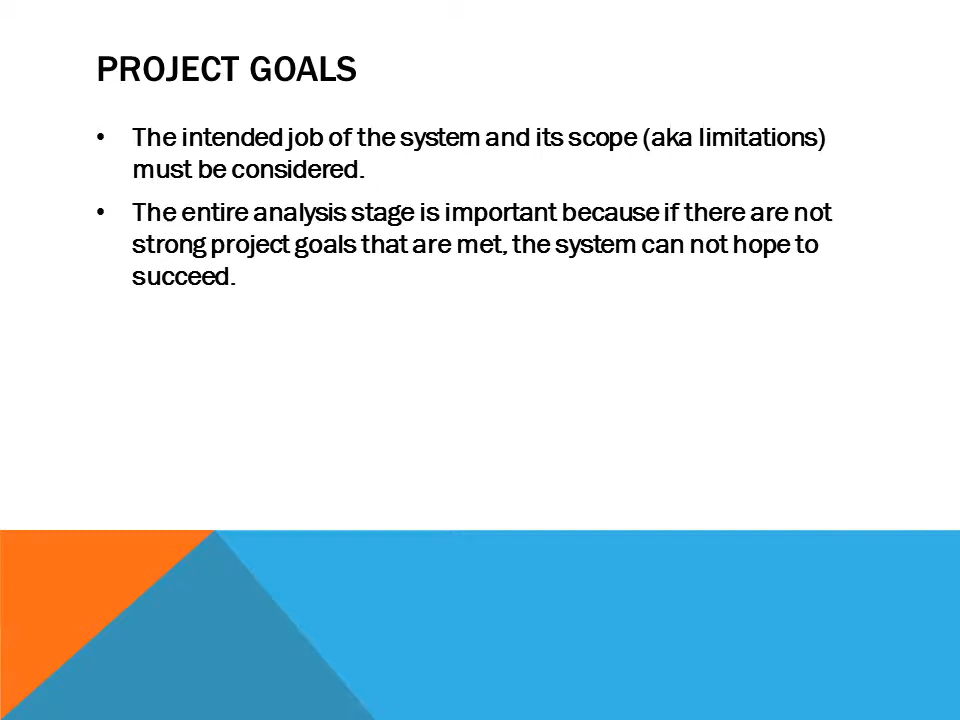 PROJECT GOALS
• The intended job of the system and its scope (aka limitations)
must be considered.
• The entire analysis stage is important because if there are not
strong project goals that are met, the system can not hope to
succeed.